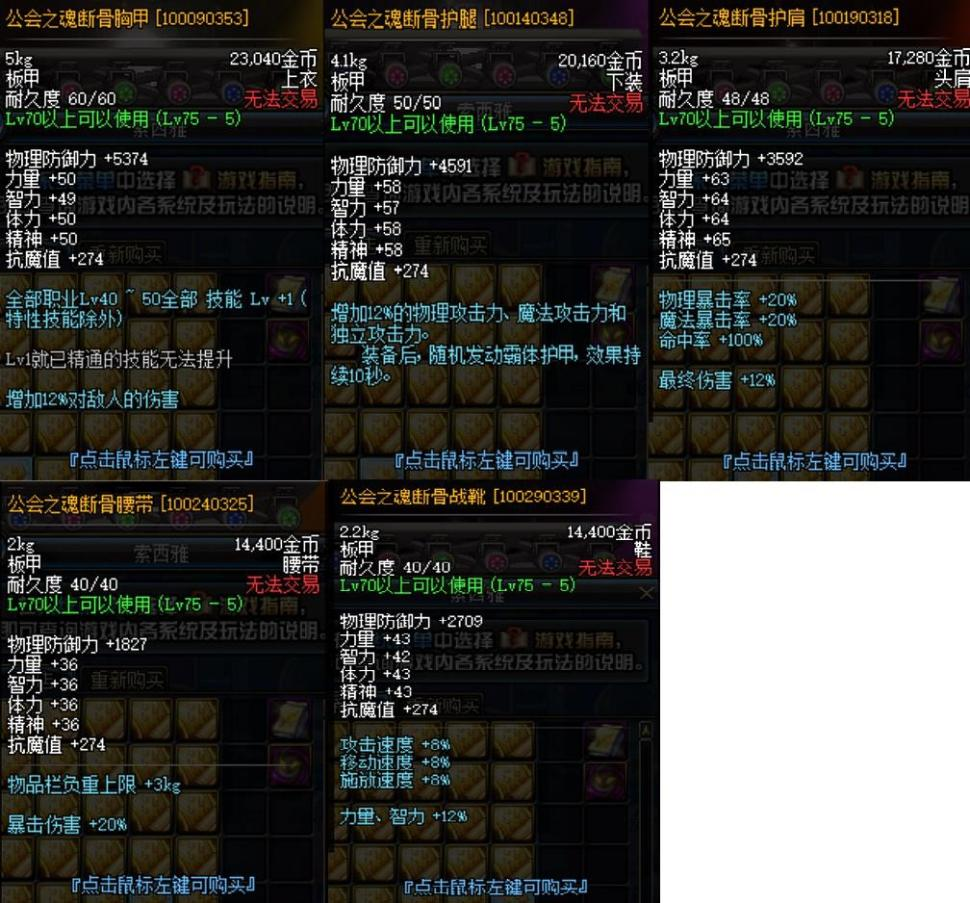 公会之魂断骨胸甲 [100090353]
5kg 23,040金币
板甲 上衣
耐久度 60/60 无法交易
Lv70以上可以使用 (Lv75 - 5)
物理防御力 +5374
力量 +50
智力 +49
体力 +50
精神 +50
抗魔值 +274
全部职业Lv40 ~ 50全部 技能 Lv +1 (
特性技能除外)
Lv1就已精通的技能无法提升
增加12%对敌人的伤害
『点击鼠标左键可购买』
公会之魂断骨护腿 [100140348]
4.1kg 20,160金币
板甲 下装
耐久度 50/50 无法交易
Lv70以上可以使用 (Lv75 - 5)
物理防御力 +4591
力量 +58
智力 +57
体力 +58
精神 +58
抗魔值 +274
增加12%的物理攻击力、魔法攻击力和
独立攻击力。
装备后, 随机发动霸体护甲, 效果持
续10秒。
『点击鼠标左键可购买』
公会之魂断骨护肩 [100190318]
3.2kg 17,280金币
板甲 头肩
耐久度 48/48 无法交易
Lv70以上可以使用 (Lv75 - 5)
物理防御力 +3592
力量 +63
智力 +64
体力 +64
精神 +65
抗魔值 +274
物理暴击率 +20%
魔法暴击率 +20%
命中率 +100%
最终伤害 +12%
『点击鼠标左键可购买』
公会之魂断骨腰带 [100240325]
2kg 14,400金币
板甲 腰带
耐久度 40/40 无法交易
Lv70以上可以使用 (Lv75 - 5)
物理防御力 +1827
力量 +36
智力 +36
体力 +36
精神 +36
抗魔值 +274
物品栏负重上限 +3kg
暴击伤害 +20%
『点击鼠标左键可购买』
公会之魂断骨战靴 [100290339]
2.2kg 14,400金币
板甲 鞋
耐久度 40/40 无法交易
Lv70以上可以使用 (Lv75 - 5)
物理防御力 +2709
力量 +43
智力 +42
体力 +43
精神 +43
抗魔值 +274
攻击速度 +8%
移动速度 +8%
施放速度 +8%
力量、智力 +12%
『点击鼠标左键可购买』